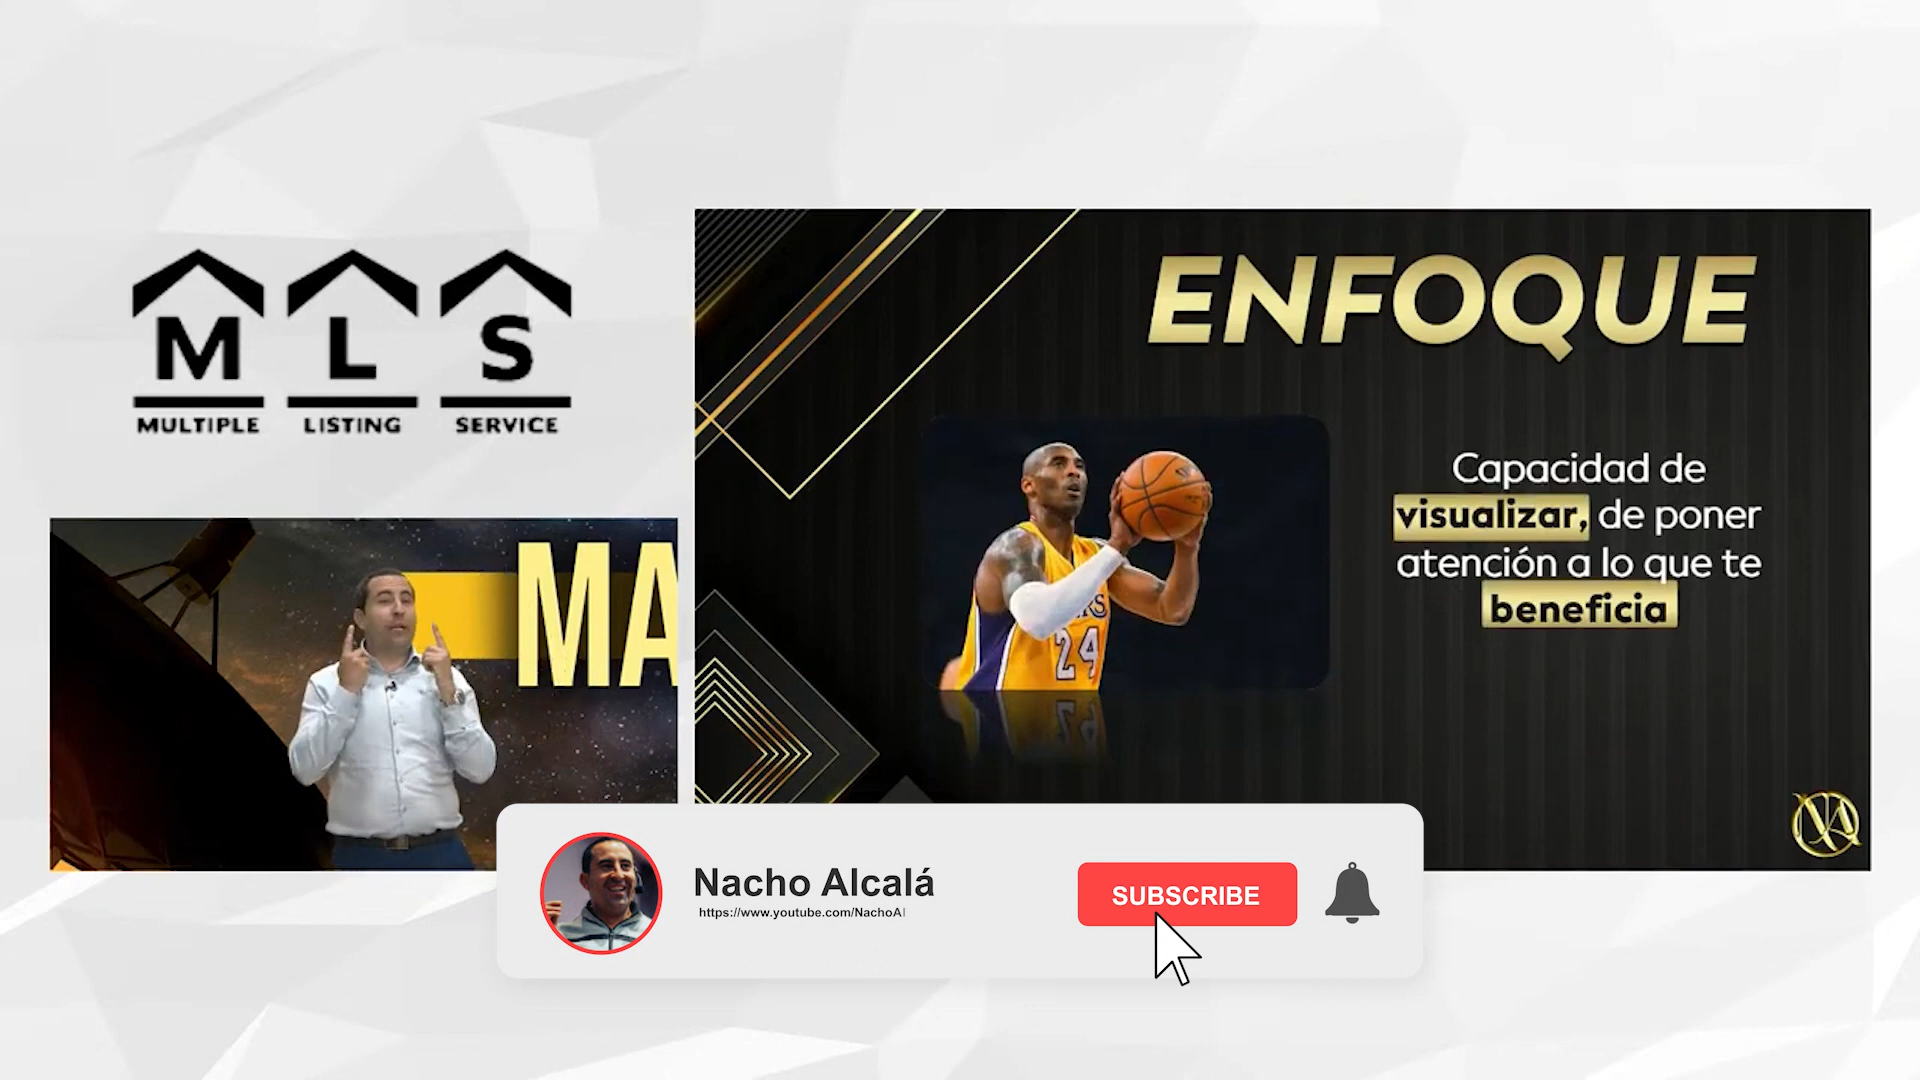 M L S
MULTIPLE LISTING SERVICE
MA
ENFOQUE
Capacidad de
visualizar, de poner
atención a lo que te
beneficia
24
Nacho Alcalá
https://www.youtube.com/NachoAl
SUBSCRIBE